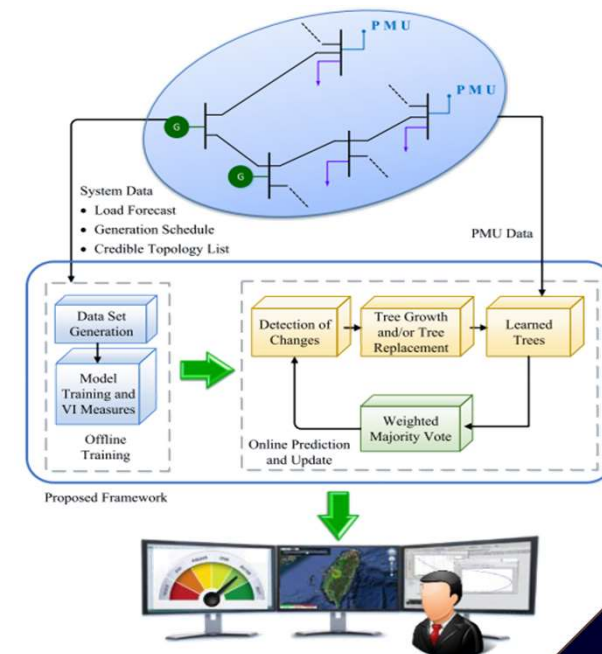 P M U
P M U
G
G
System Data
• Load Forecast
• Generation Schedule
• Credible Topology List
PMU Data
Data Set
Generation
Model
Training and
VI Measures
Offline
Training
Detection of
Changes
Tree Growth
and/or Tree
Replacement
Learned
Trees
Weighted
Majority Vote
Online Prediction
and Update
Proposed Framework